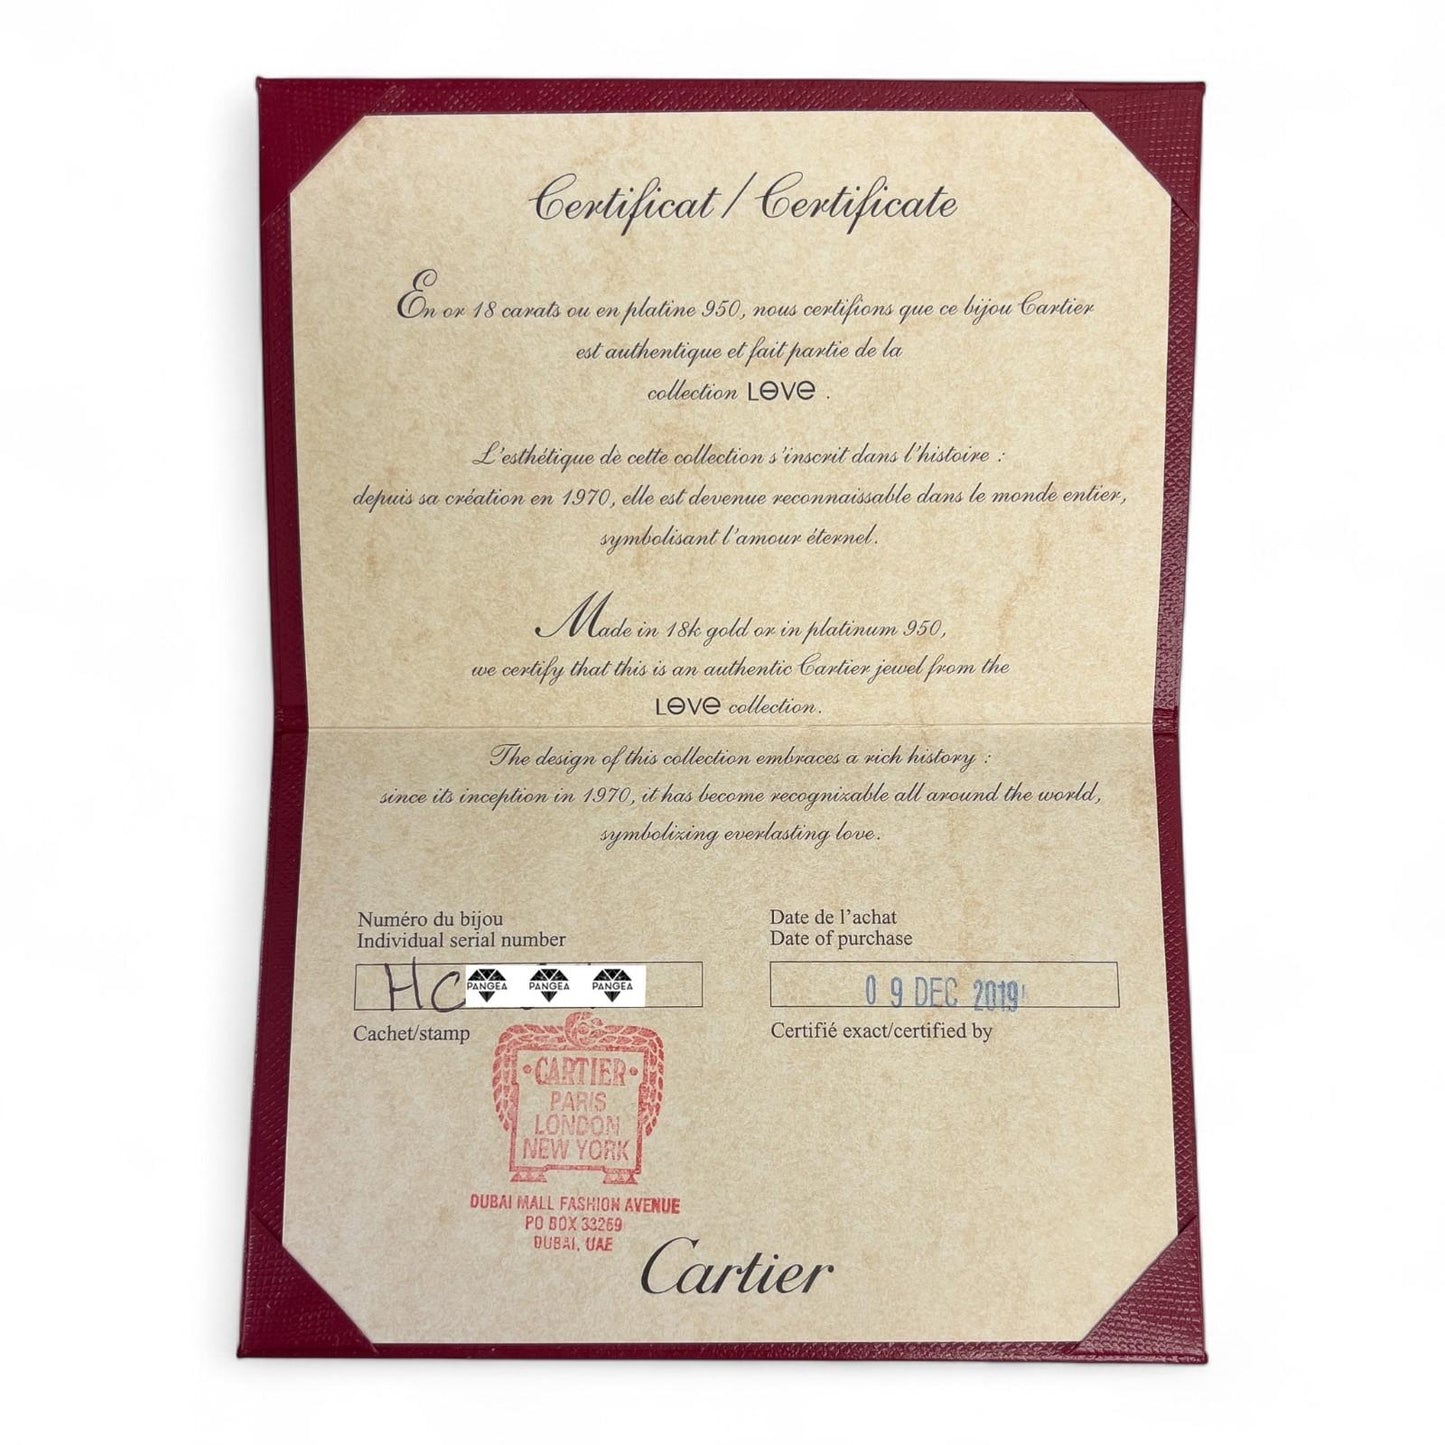 Certificat / Certificate
En or 18 carats ou en platine 950, nous certifions que ce bijou Cartier
est authentique et fait partie de la
collection LOVE .
L'esthétique de cette collection s'inscrit dans l'histoire :
depuis sa création en 1970, elle est devenue reconnaissable dans le monde entier,
symbolisant l'amour éternel.
Made in 18k gold or in platinum 950,
we certify that this is an authentic Cartier jewel from the
LOVE collection.
The design of this collection embraces a rich history :
since its inception in 1970, it has become recognizable all around the world,
symbolizing everlasting love.
Numéro du bijou
Individual serial number
HC PANGEA PANGEA PANGEA
Date de l'achat
Date of purchase
09 DEC 2019
Cachet/stamp
Certifié exact/certified by
CARTIER
PARIS
LONDON
NEW YORK
DUBAI MALL FASHION AVENUE
PO BOX 33269
DUBAI, UAE
Cartier